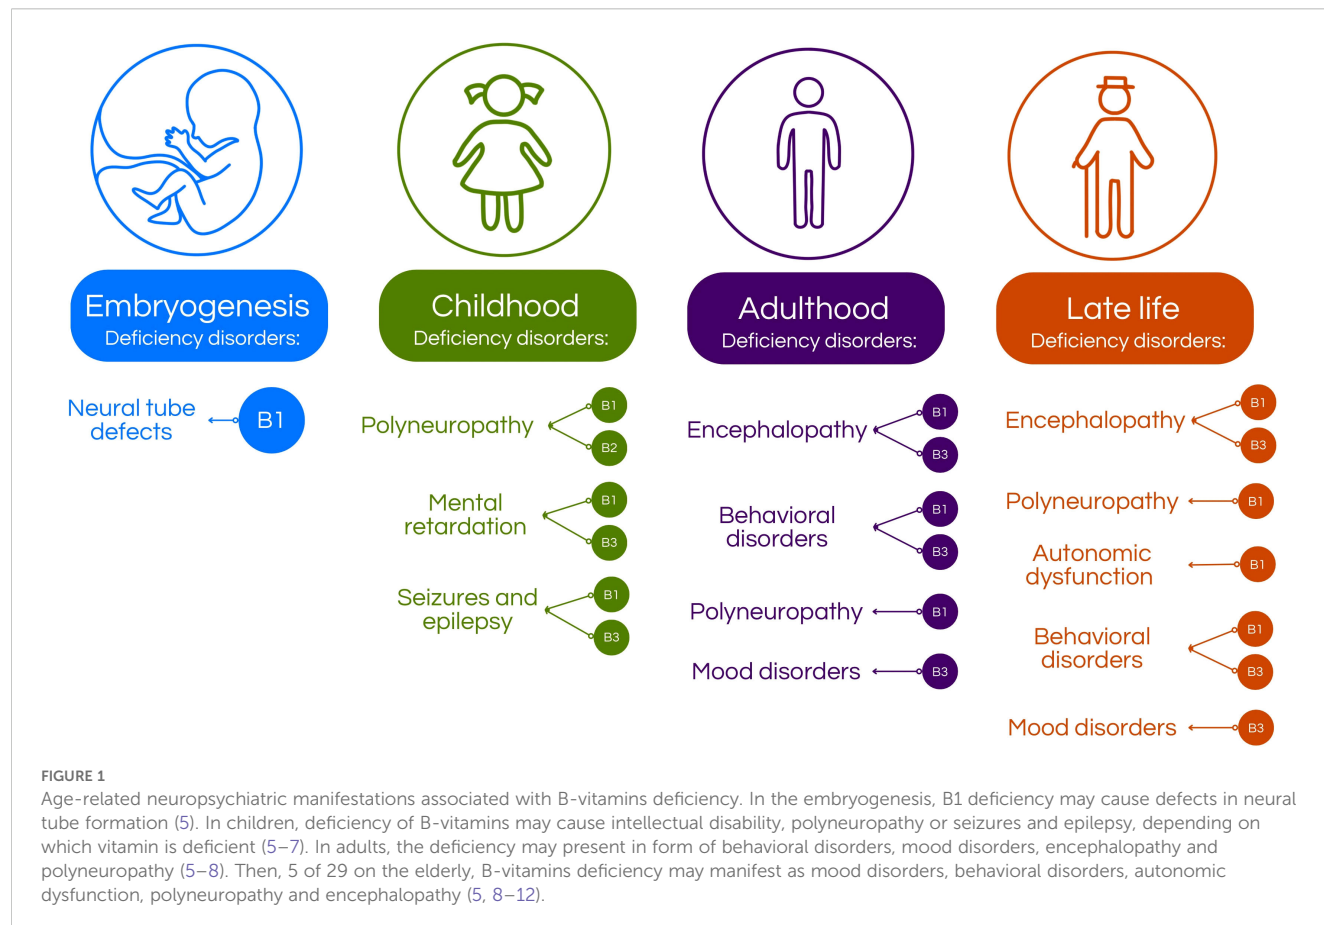 Embryogenesis
Deficiency disorders:
Neural tube
defects
B1
Childhood
Deficiency disorders:
Polyneuropathy
B1
B2
Mental
retardation
B1
B3
Seizures and
epilepsy
B1
B3
Adulthood
Deficiency disorders:
Encephalopathy
B1
B3
Behavioral
disorders
B1
B3
Polyneuropathy
B1
Mood disorders
B3
Late life
Deficiency disorders:
Encephalopathy
B1
B3
Polyneuropathy
B1
Autonomic
dysfunction
B1
Behavioral
disorders
B1
B3
Mood disorders
B3
FIGURE 1
Age-related neuropsychiatric manifestations associated with B-vitamins deficiency. In the embryogenesis, B1 deficiency may cause defects in neural
tube formation (5). In children, deficiency of B-vitamins may cause intellectual disability, polyneuropathy or seizures and epilepsy, depending on
which vitamin is deficient (5–7). In adults, the deficiency may present in form of behavioral disorders, mood disorders, encephalopathy and
polyneuropathy (5–8). Then, 5 of 29 on the elderly, B-vitamins deficiency may manifest as mood disorders, behavioral disorders, autonomic
dysfunction, polyneuropathy and encephalopathy (5, 8–12).